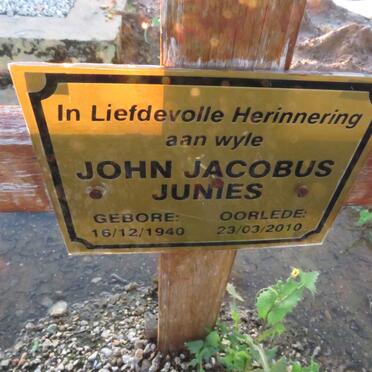 In Liefdevolle Herinnering
aan wyle
JOHN JACOBUS
JUNIES
GEBORE: OORLEDE:
16/12/1940 23/03/2010